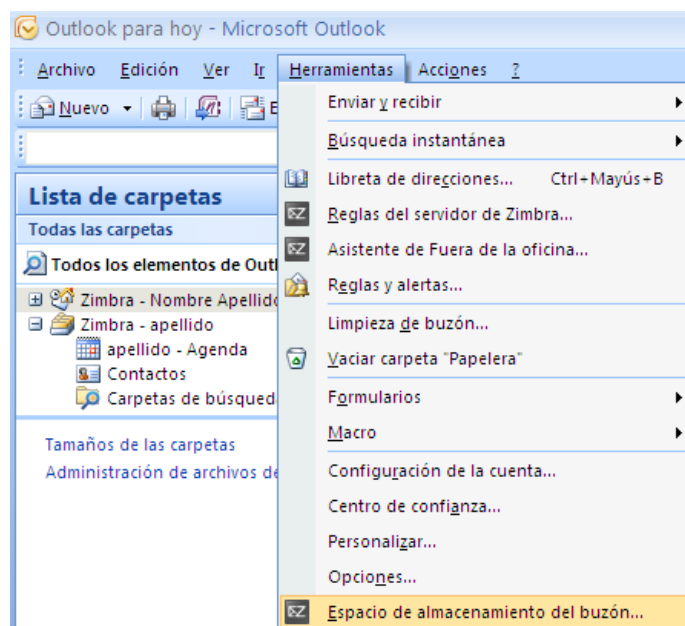 Outlook para hoy - Microsoft Outlook
Archivo Edición Ver Ir Herramientas Acciones ?
Nuevo
Enviar y recibir
Búsqueda instantánea
Libreta de direcciones... Ctrl+Mayús+B
Reglas del servidor de Zimbra...
Asistente de Fuera de la oficina...
Reglas y alertas...
Limpieza de buzón...
Vaciar carpeta "Papelera"
Formularios
Macro
Configuración de la cuenta...
Centro de confianza...
Personalizar...
Opciones...
Espacio de almacenamiento del buzón...
Lista de carpetas
Todas las carpetas
Todos los elementos de Outl
Zimbra - Nombre Apellido
Zimbra - apellido
apellido - Agenda
Contactos
Carpetas de búsqued
Tamaños de las carpetas
Administración de archivos de